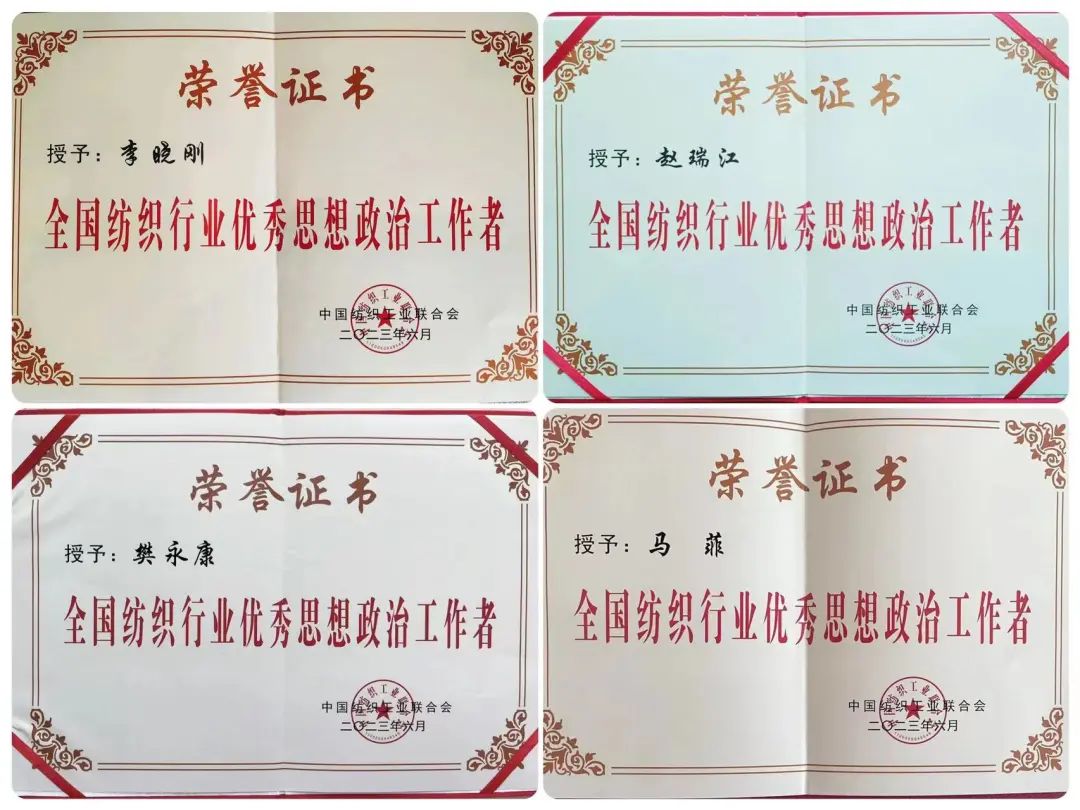 荣誉证书
授予：李晓刚
全国纺织行业优秀思想政治工作者
中国纺织工业联合会
二〇二三年六月
荣誉证书
授予：赵瑞江
全国纺织行业优秀思想政治工作者
中国纺织工业联合会
二〇二三年六月
荣誉证书
授予：樊永康
全国纺织行业优秀思想政治工作者
中国纺织工业联合会
二〇二三年六月
荣誉证书
授予：马 菲
全国纺织行业优秀思想政治工作者
中国纺织工业联合会
二〇二三年六月